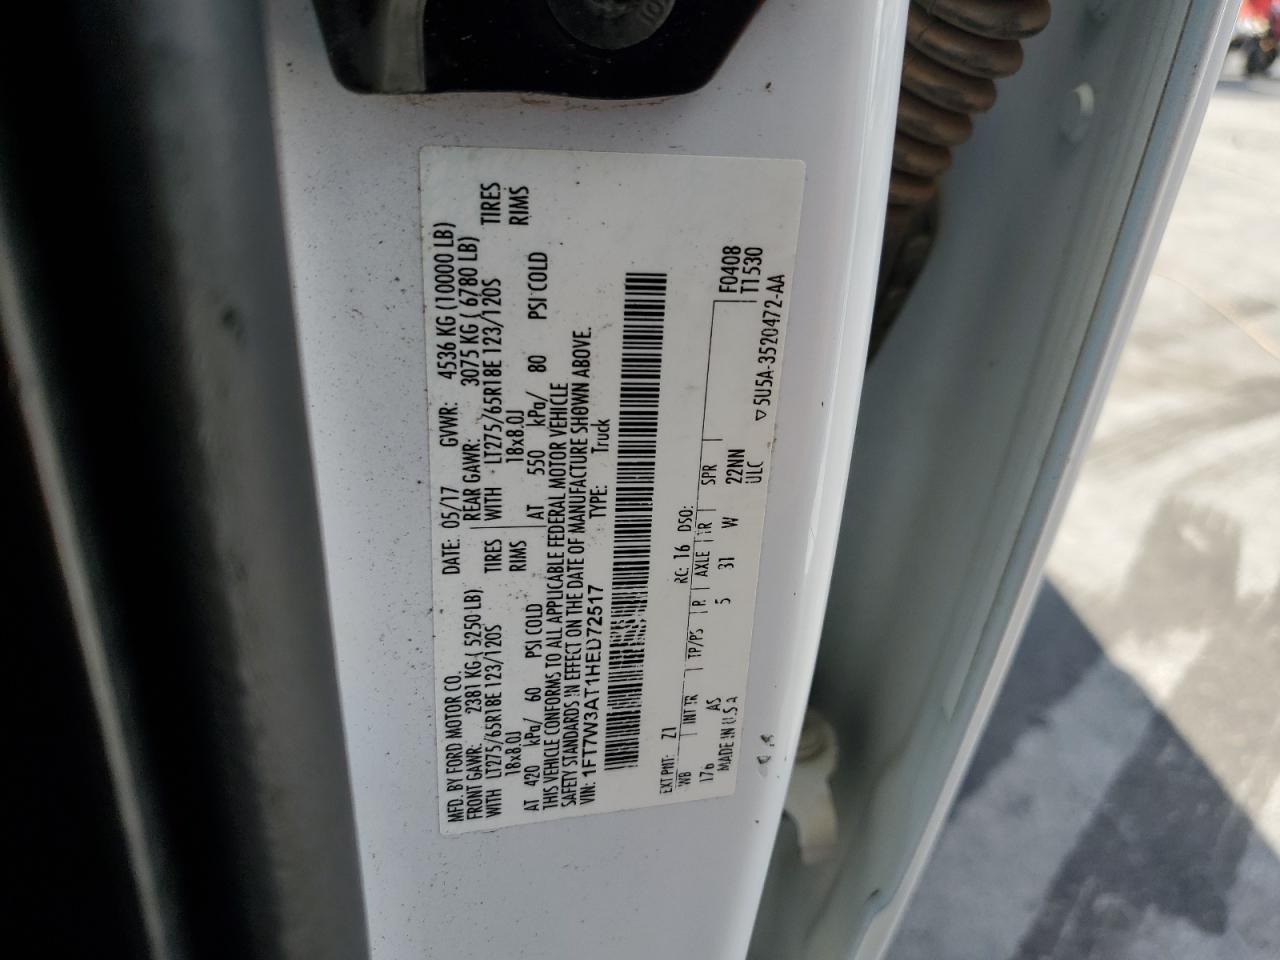 MFD. BY FORD MOTOR CO.
DATE: 05/17 GVWR: 4536 KG (10000 LB)
FRONT GAWR: 2381 KG ( 5250 LB) REAR GAWR: 3075 KG ( 6780 LB)
WITH LT275/65R18E 123/120S TIRES WITH LT275/65R18E 123/120S TIRES
18x8.0J RIMS 18x8.0J RIMS
AT 420 kPa/ 60 PSI COLD AT 550 kPa/ 80 PSI COLD
THIS VEHICLE CONFORMS TO ALL APPLICABLE FEDERAL MOTOR VEHICLE
SAFETY STANDARDS IN EFFECT ON THE DATE OF MANUFACTURE SHOWN ABOVE.
VIN: 1FT7W3AT1HED72517 TYPE: Truck
EXT PNT: Z1 RC: 16 DSO:
WB INT TR TP/PS R AXLE TR SPR F0408
176 AS 5 31 W 22NN T1530
MADE IN U.S.A ULC ▽5U5A-3520472-AA